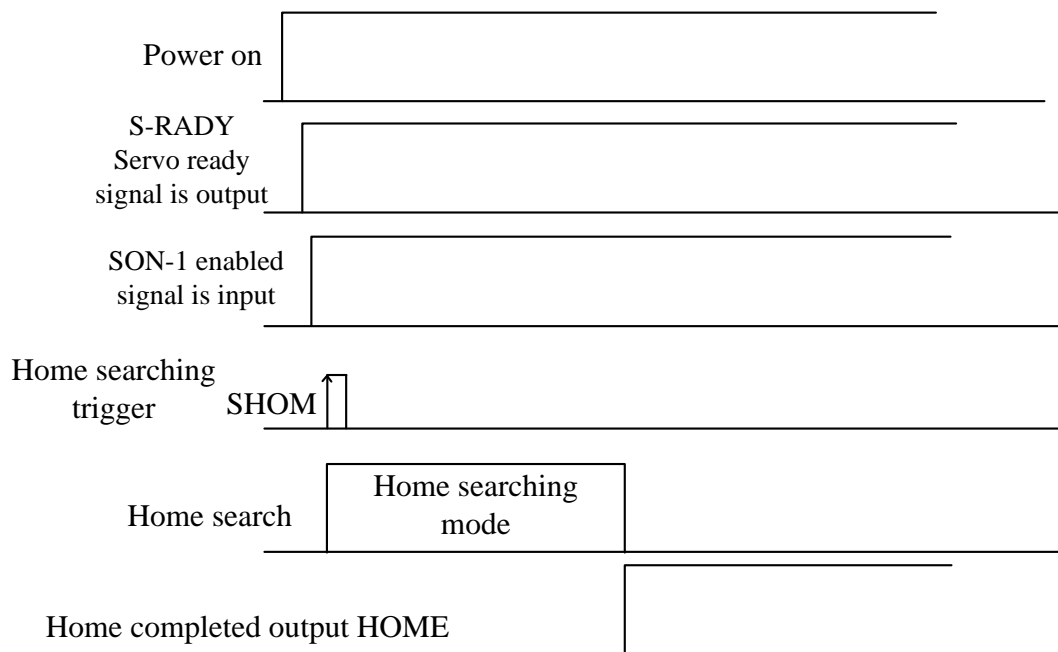 Power on
S-RADY
Servo ready
signal is output
SON-1 enabled
signal is input
Home searching
trigger
SHOM
Home search
Home searching
mode
Home completed output HOME